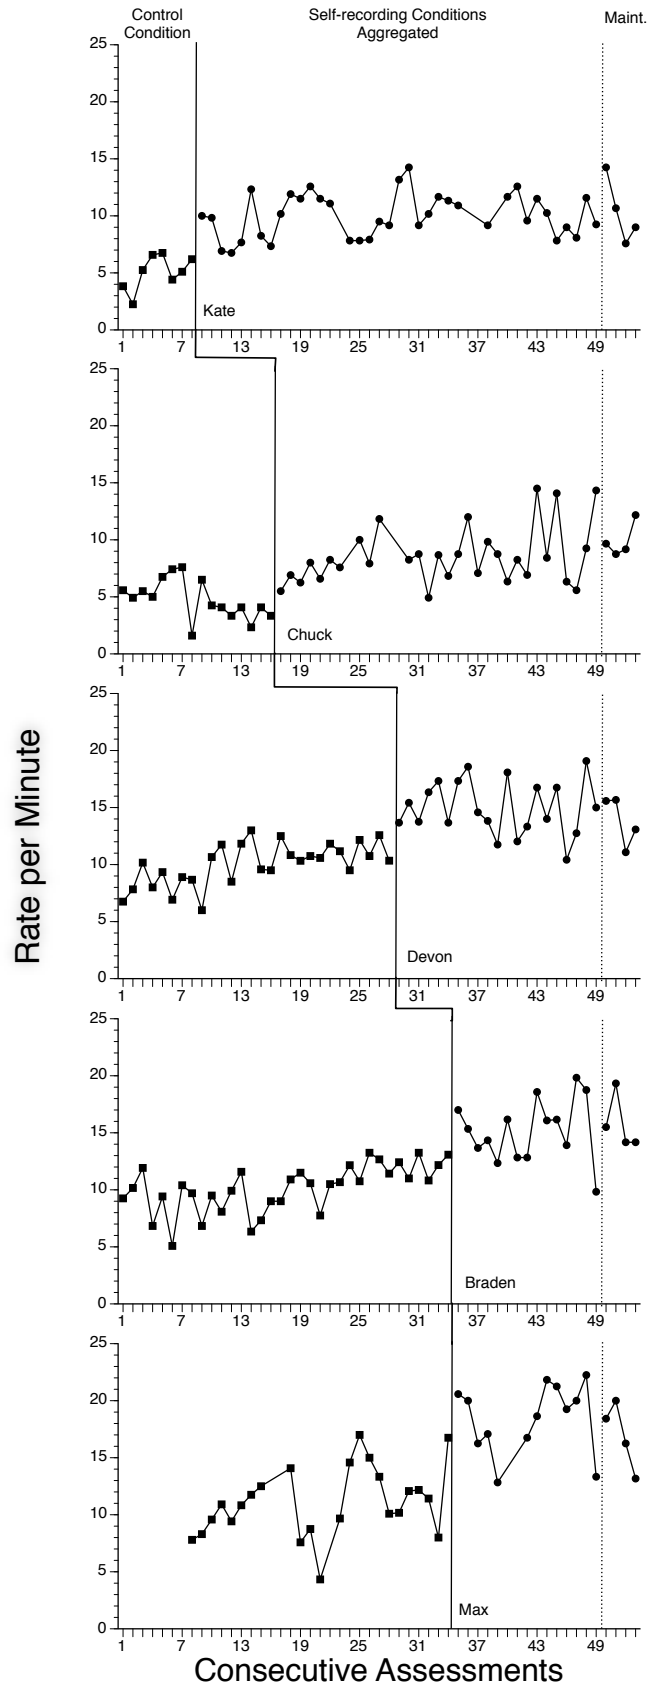 Control
Condition
Self-recording Conditions
Aggregated
Maint.
25
20
15
10
5
0
Kate
1 7 13 19 25 31 37 43 49
25
20
15
10
5
0
Chuck
1 7 13 19 25 31 37 43 49
25
20
15
10
5
0
Devon
1 7 13 19 25 31 37 43 49
Rate per Minute
25
20
15
10
5
0
Braden
1 7 13 19 25 31 37 43 49
25
20
15
10
5
0
Max
1 7 13 19 25 31 37 43 49
Consecutive Assessments